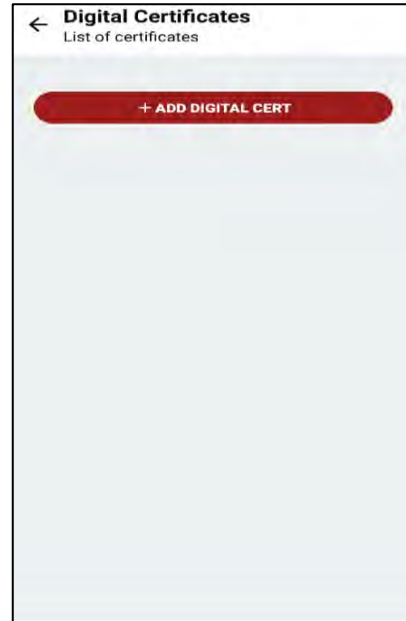 Digital Certificates
List of certificates
+ ADD DIGITAL CERT